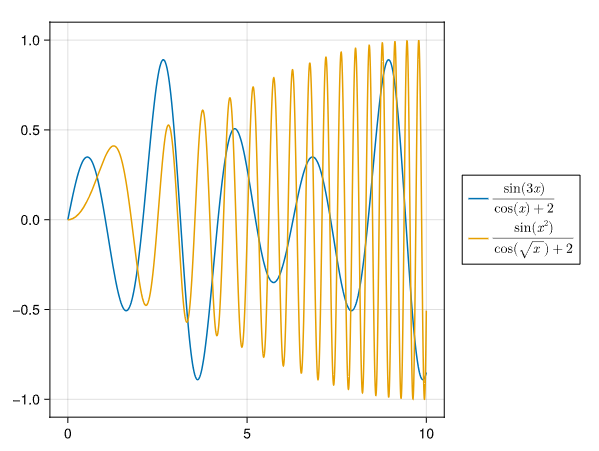 1.0
0.5
0.0
−0.5
−1.0
0 5 10
sin(3x)
cos(x) + 2
sin(x²)
cos(√x) + 2